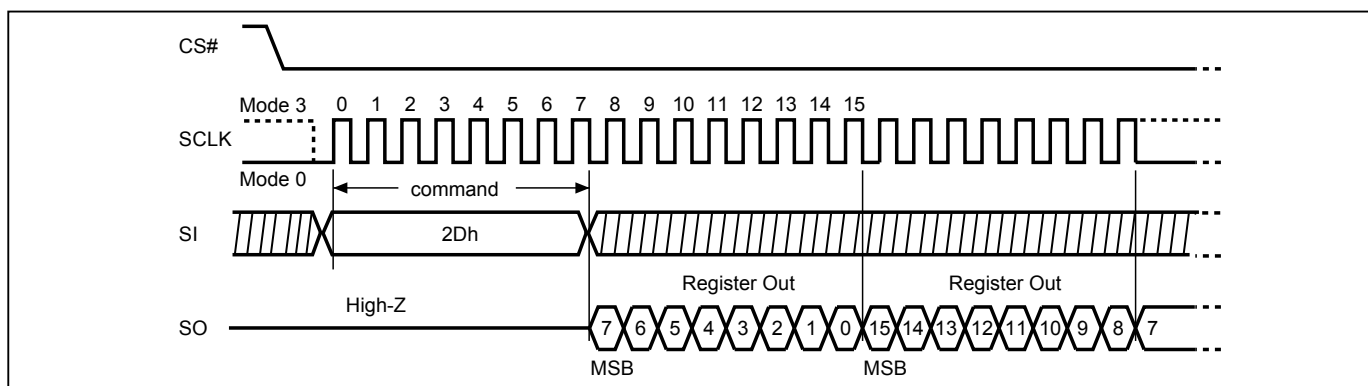 CS#
Mode 3 0 1 2 3 4 5 6 7 8 9 10 11 12 13 14 15
SCLK
Mode 0
command
SI 2Dh
Register Out Register Out
High-Z
SO 7 6 5 4 3 2 1 0 15 14 13 12 11 10 9 8 7
MSB MSB